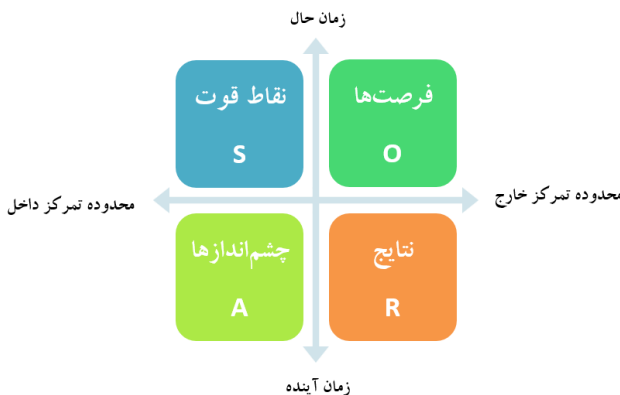 زمان حال
فرصت‌ها
O
نقاط قوت
S
محدوده تمرکز خارج
محدوده تمرکز داخل
نتایج
R
چشم‌اندازها
A
زمان آینده